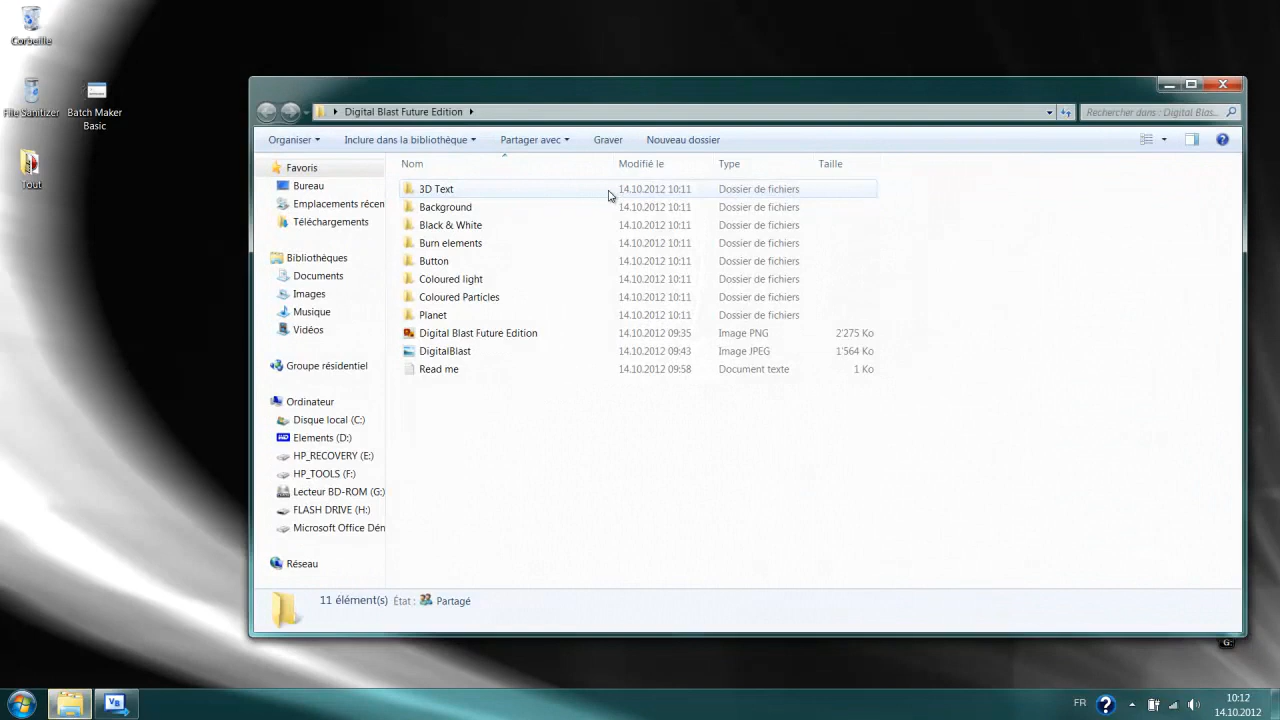 Corbeille
File Sanitizer
Batch Maker
Basic
Tout
Digital Blast Future Edition
Rechercher dans : Digital Blas...
Organiser
Inclure dans la bibliothèque
Partager avec
Graver
Nouveau dossier
Favoris
Bureau
Emplacements récen
Téléchargements
Bibliothèques
Documents
Images
Musique
Vidéos
Groupe résidentiel
Ordinateur
Disque local (C:)
Elements (D:)
HP_RECOVERY (E:)
HP_TOOLS (F:)
Lecteur BD-ROM (G:)
FLASH DRIVE (H:)
Microsoft Office Dén
Réseau
Nom Modifié le Type Taille
3D Text 14.10.2012 10:11 Dossier de fichiers
Background 14.10.2012 10:11 Dossier de fichiers
Black & White 14.10.2012 10:11 Dossier de fichiers
Burn elements 14.10.2012 10:11 Dossier de fichiers
Button 14.10.2012 10:11 Dossier de fichiers
Coloured light 14.10.2012 10:11 Dossier de fichiers
Coloured Particles 14.10.2012 10:11 Dossier de fichiers
Planet 14.10.2012 10:11 Dossier de fichiers
Digital Blast Future Edition 14.10.2012 09:35 Image PNG 2'275 Ko
DigitalBlast 14.10.2012 09:43 Image JPEG 1'564 Ko
Read me 14.10.2012 09:58 Document texte 1 Ko
11 élément(s) État : Partagé
G:
VB
FR
10:12
14.10.2012